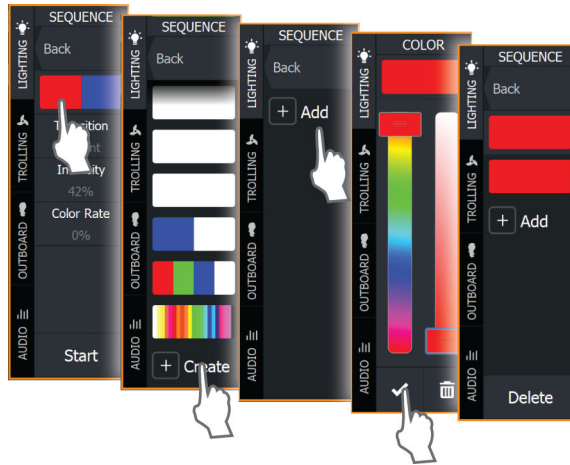 SEQUENCE
Back
Intensity
42%
Color Rate
0%
Start
LIGHTING
TROLLING
OUTBOARD
AUDIO
SEQUENCE
Back
Create
LIGHTING
TROLLING
OUTBOARD
AUDIO
SEQUENCE
Back
Add
LIGHTING
TROLLING
OUTBOARD
AUDIO
COLOR
LIGHTING
TROLLING
OUTBOARD
AUDIO
SEQUENCE
Back
Add
Delete
LIGHTING
TROLLING
OUTBOARD
AUDIO